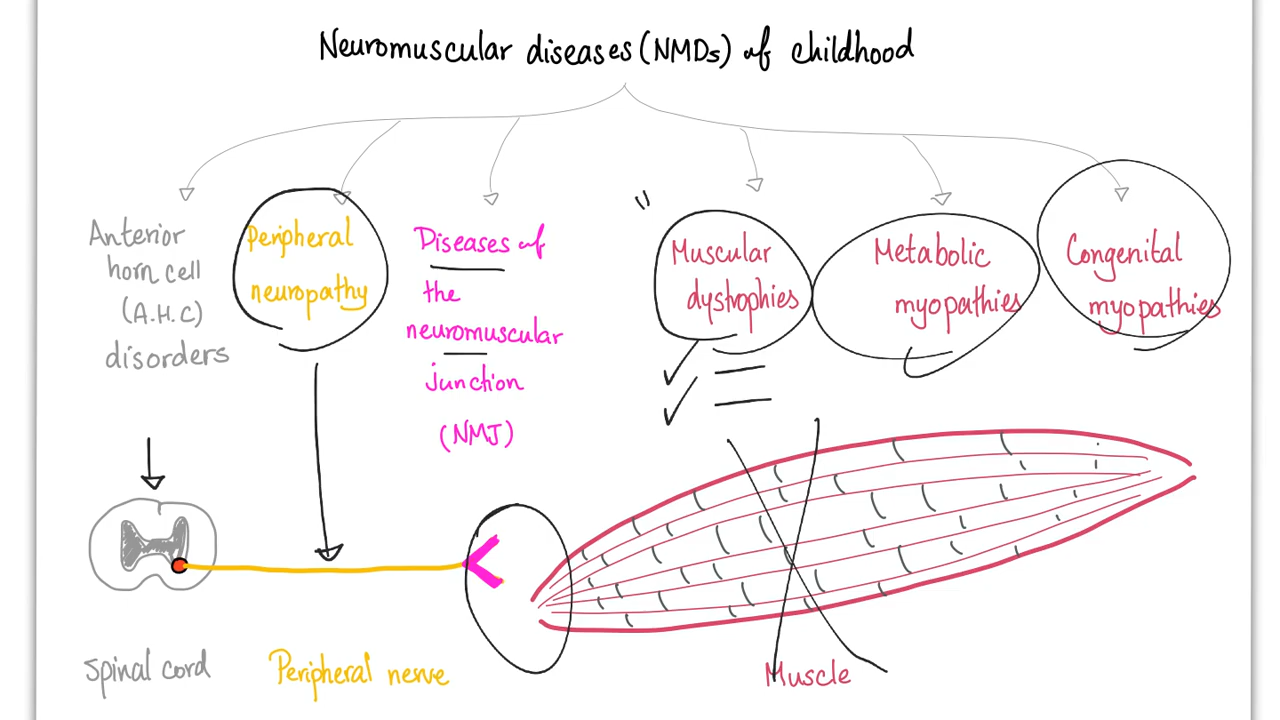 Neuromuscular diseases (NMDs) of childhood
Anterior
horn cell
(A.H.C)
disorders
Peripheral
neuropathy
Diseases of
the
neuromuscular
junction
(NMJ)
Muscular
dystrophies
Metabolic
myopathies
Congenital
myopathies
Spinal cord
Peripheral nerve
Muscle